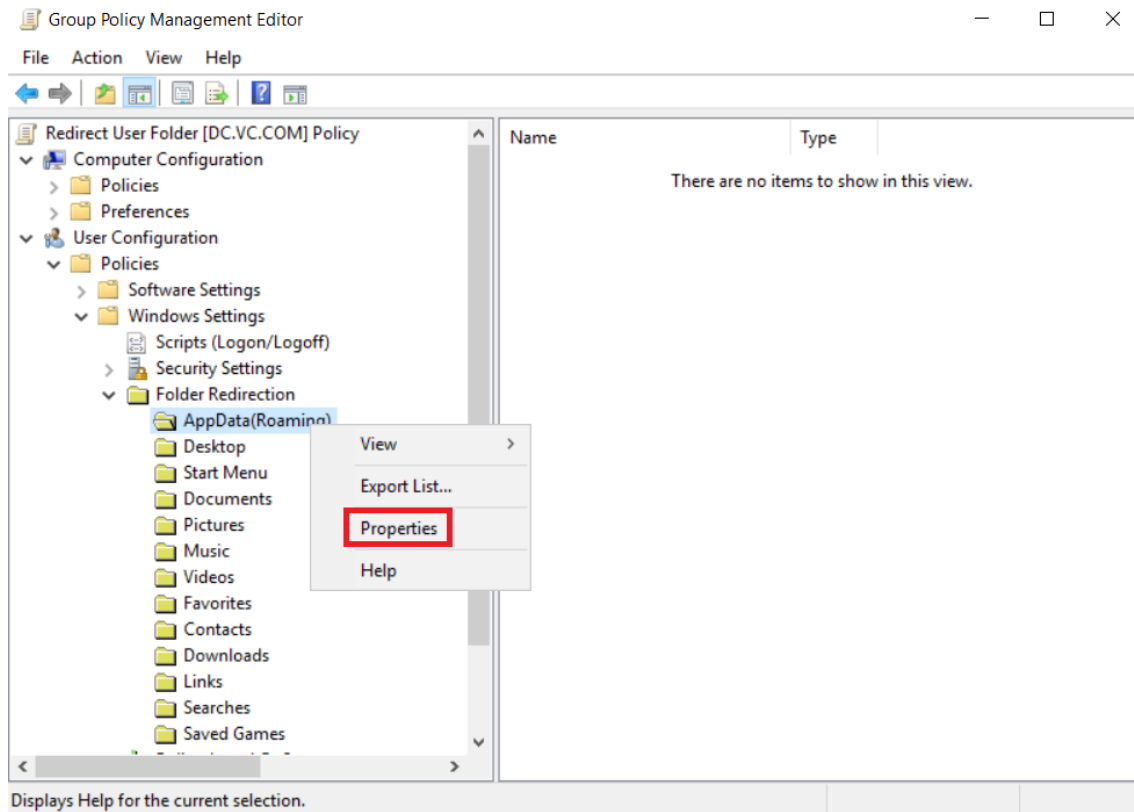 Group Policy Management Editor
File Action View Help
Redirect User Folder [DC.VC.COM] Policy
Computer Configuration
Policies
Preferences
User Configuration
Policies
Software Settings
Windows Settings
Scripts (Logon/Logoff)
Security Settings
Folder Redirection
AppData(Roaming)
Desktop
Start Menu
Documents
Pictures
Music
Videos
Favorites
Contacts
Downloads
Links
Searches
Saved Games
View
Export List...
Properties
Help
Name Type
There are no items to show in this view.
Displays Help for the current selection.